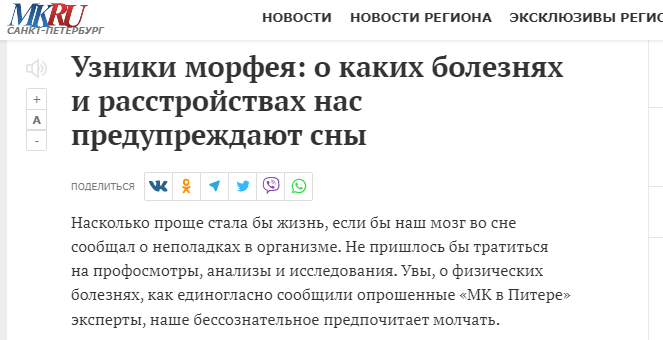 MKRU
САНКТ-ПЕТЕРБУРГ
НОВОСТИ НОВОСТИ РЕГИОНА ЭКСКЛЮЗИВЫ РЕГИО
Узники морфея: о каких болезнях
и расстройствах нас
предупреждают сны
+
A
-
ПОДЕЛИТЬСЯ
Насколько проще стала бы жизнь, если бы наш мозг во сне
сообщал о неполадках в организме. Не пришлось бы тратиться
на профосмотры, анализы и исследования. Увы, о физических
болезнях, как единогласно сообщили опрошенные «МК в Питере»
эксперты, наше бессознательное предпочитает молчать.